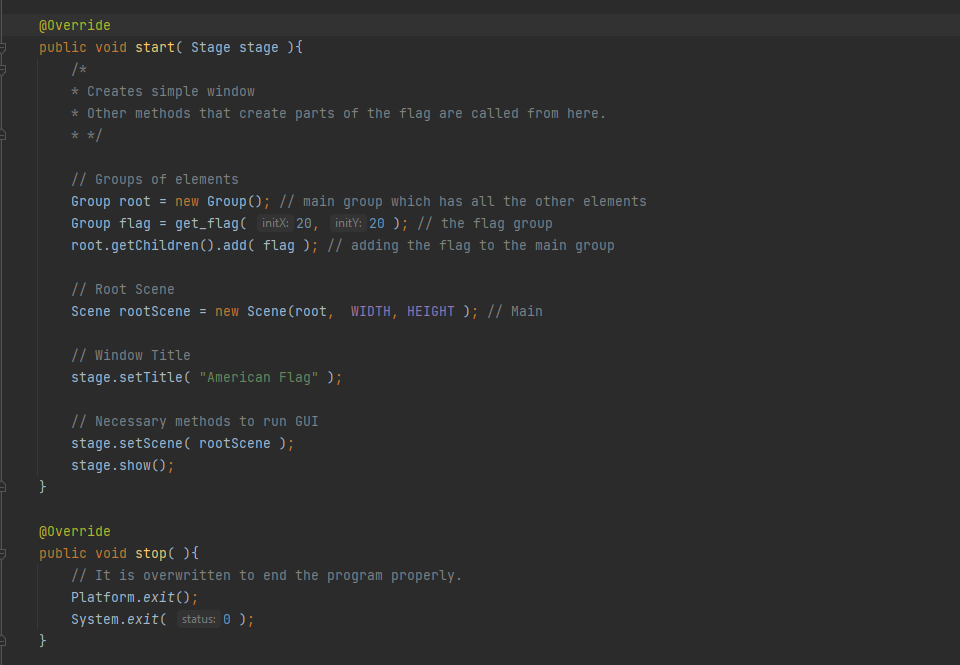 @Override
public void start( Stage stage ){
/*
* Creates simple window
* Other methods that create parts of the flag are called from here.
* */
// Groups of elements
Group root = new Group(); // main group which has all the other elements
Group flag = get_flag( initX: 20, initY: 20 ); // the flag group
root.getChildren().add( flag ); // adding the flag to the main group
// Root Scene
Scene rootScene = new Scene(root,  WIDTH, HEIGHT ); // Main
// Window Title
stage.setTitle( "American Flag" );
// Necessary methods to run GUI
stage.setScene( rootScene );
stage.show();
}
@Override
public void stop( ){
// It is overwritten to end the program properly.
Platform.exit();
System.exit( status: 0 );
}